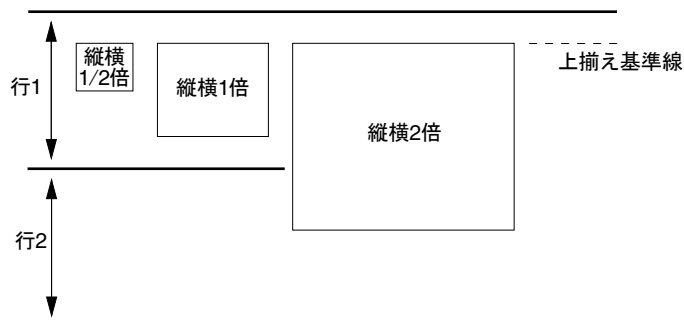 縦横
1/2倍
縦横1倍
縦横2倍
上揃え基準線
行1
行2